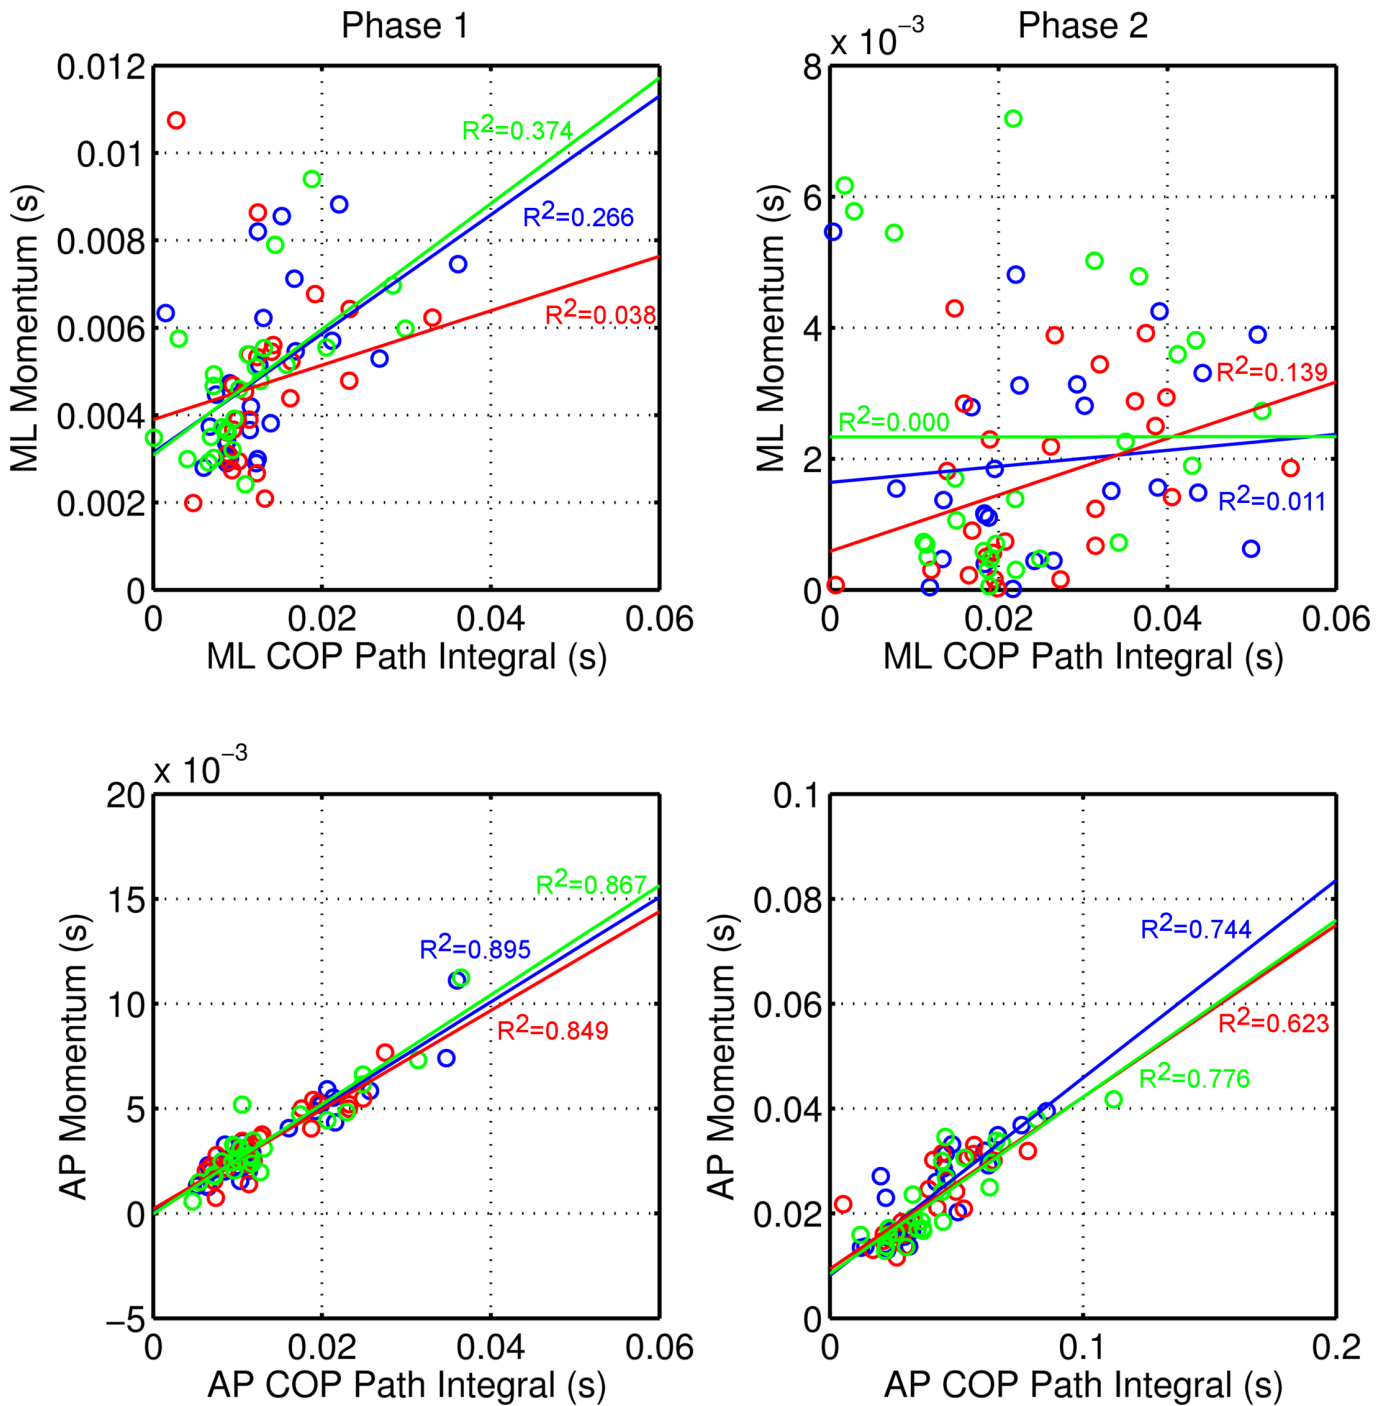 Phase 1
0.012
0.01
0.008
0.006
0.004
0.002
0
ML Momentum (s)
R2=0.374
R2=0.266
R2=0.038
0 0.02 0.04 0.06
ML COP Path Integral (s)
Phase 2
x 10−3
8
6
4
2
0
ML Momentum (s)
R2=0.139
R2=0.000
R2=0.011
0 0.02 0.04 0.06
ML COP Path Integral (s)
x 10−3
20
15
10
5
0
−5
AP Momentum (s)
R2=0.867
R2=0.895
R2=0.849
0 0.02 0.04 0.06
AP COP Path Integral (s)
0.1
0.08
0.06
0.04
0.02
0
AP Momentum (s)
R2=0.744
R2=0.623
R2=0.776
0 0.1 0.2
AP COP Path Integral (s)